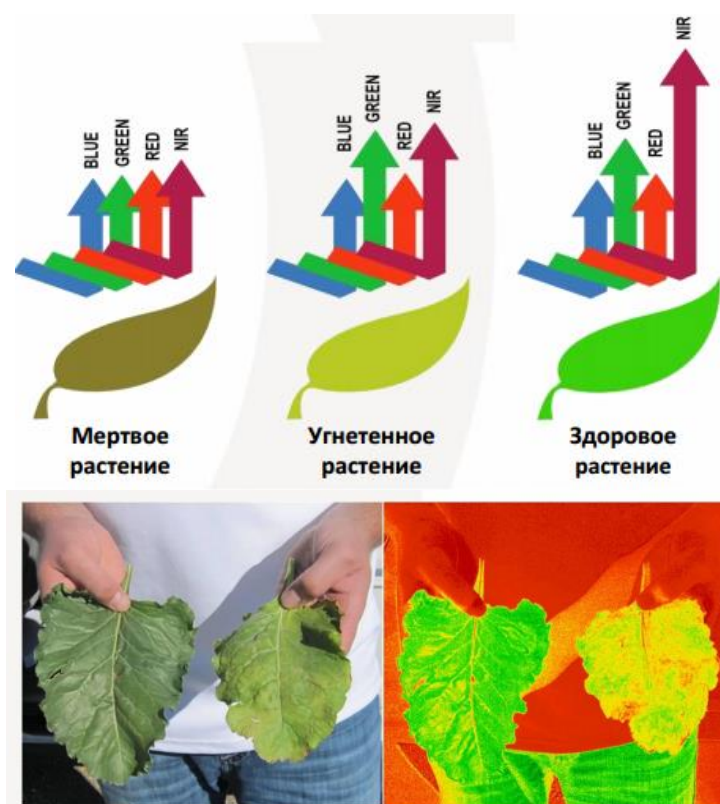 BLUE
GREEN
RED
NIR
BLUE
GREEN
RED
NIR
BLUE
GREEN
RED
NIR
Мертвое
растение
Угнетенное
растение
Здоровое
растение